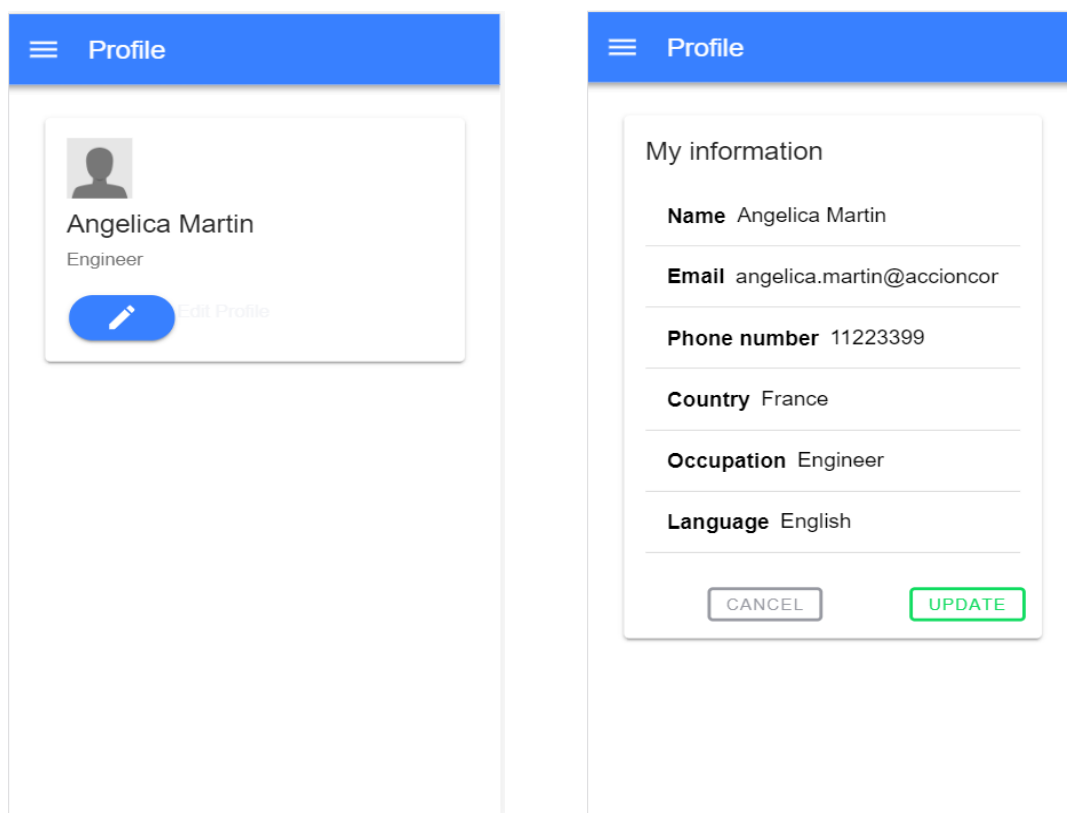 Profile
Angelica Martin
Engineer
Edit Profile
Profile
My information
Name Angelica Martin
Email angelica.martin@accioncor
Phone number 11223399
Country France
Occupation Engineer
Language English
CANCEL UPDATE